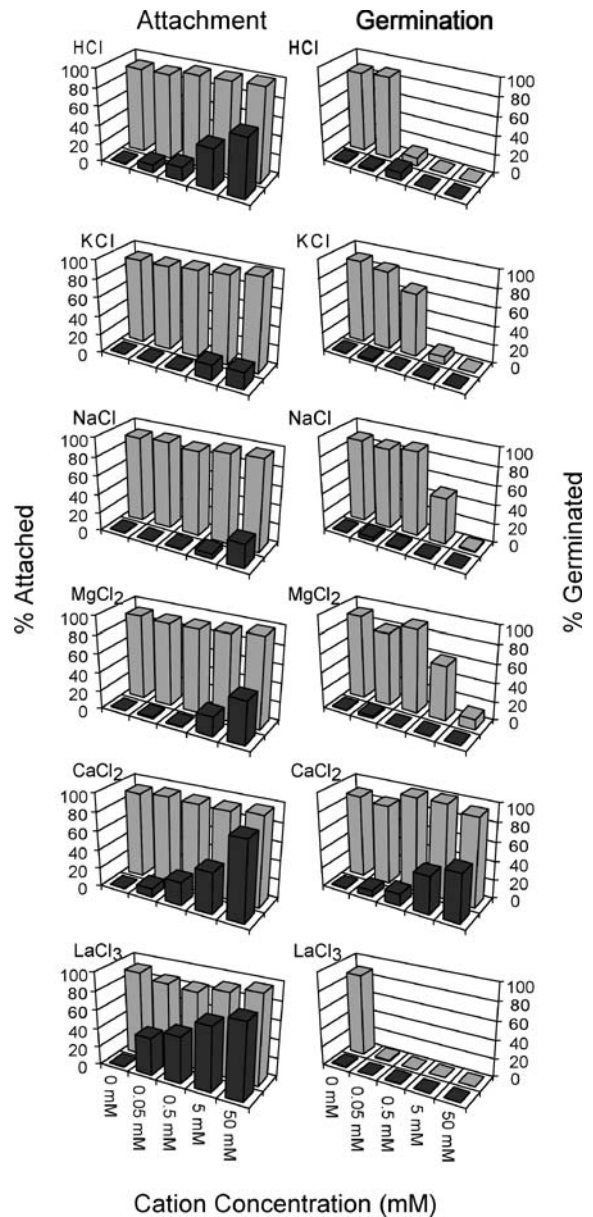 Attachment Germination
HCl HCl
100 80 60 40 20 0
100 80 60 40 20 0
KCl KCl
100 80 60 40 20 0
100 80 60 40 20 0
NaCl NaCl
100 80 60 40 20 0
100 80 60 40 20 0
% Attached
% Germinated
MgCl2 MgCl2
100 80 60 40 20 0
100 80 60 40 20 0
CaCl2 CaCl2
100 80 60 40 20 0
100 80 60 40 20 0
LaCl3 LaCl3
100 80 60 40 20 0
100 80 60 40 20 0
0 mM 0.05 mM 0.5 mM 5 mM 50 mM
0 mM 0.05 mM 0.5 mM 5 mM 50 mM
Cation Concentration (mM)